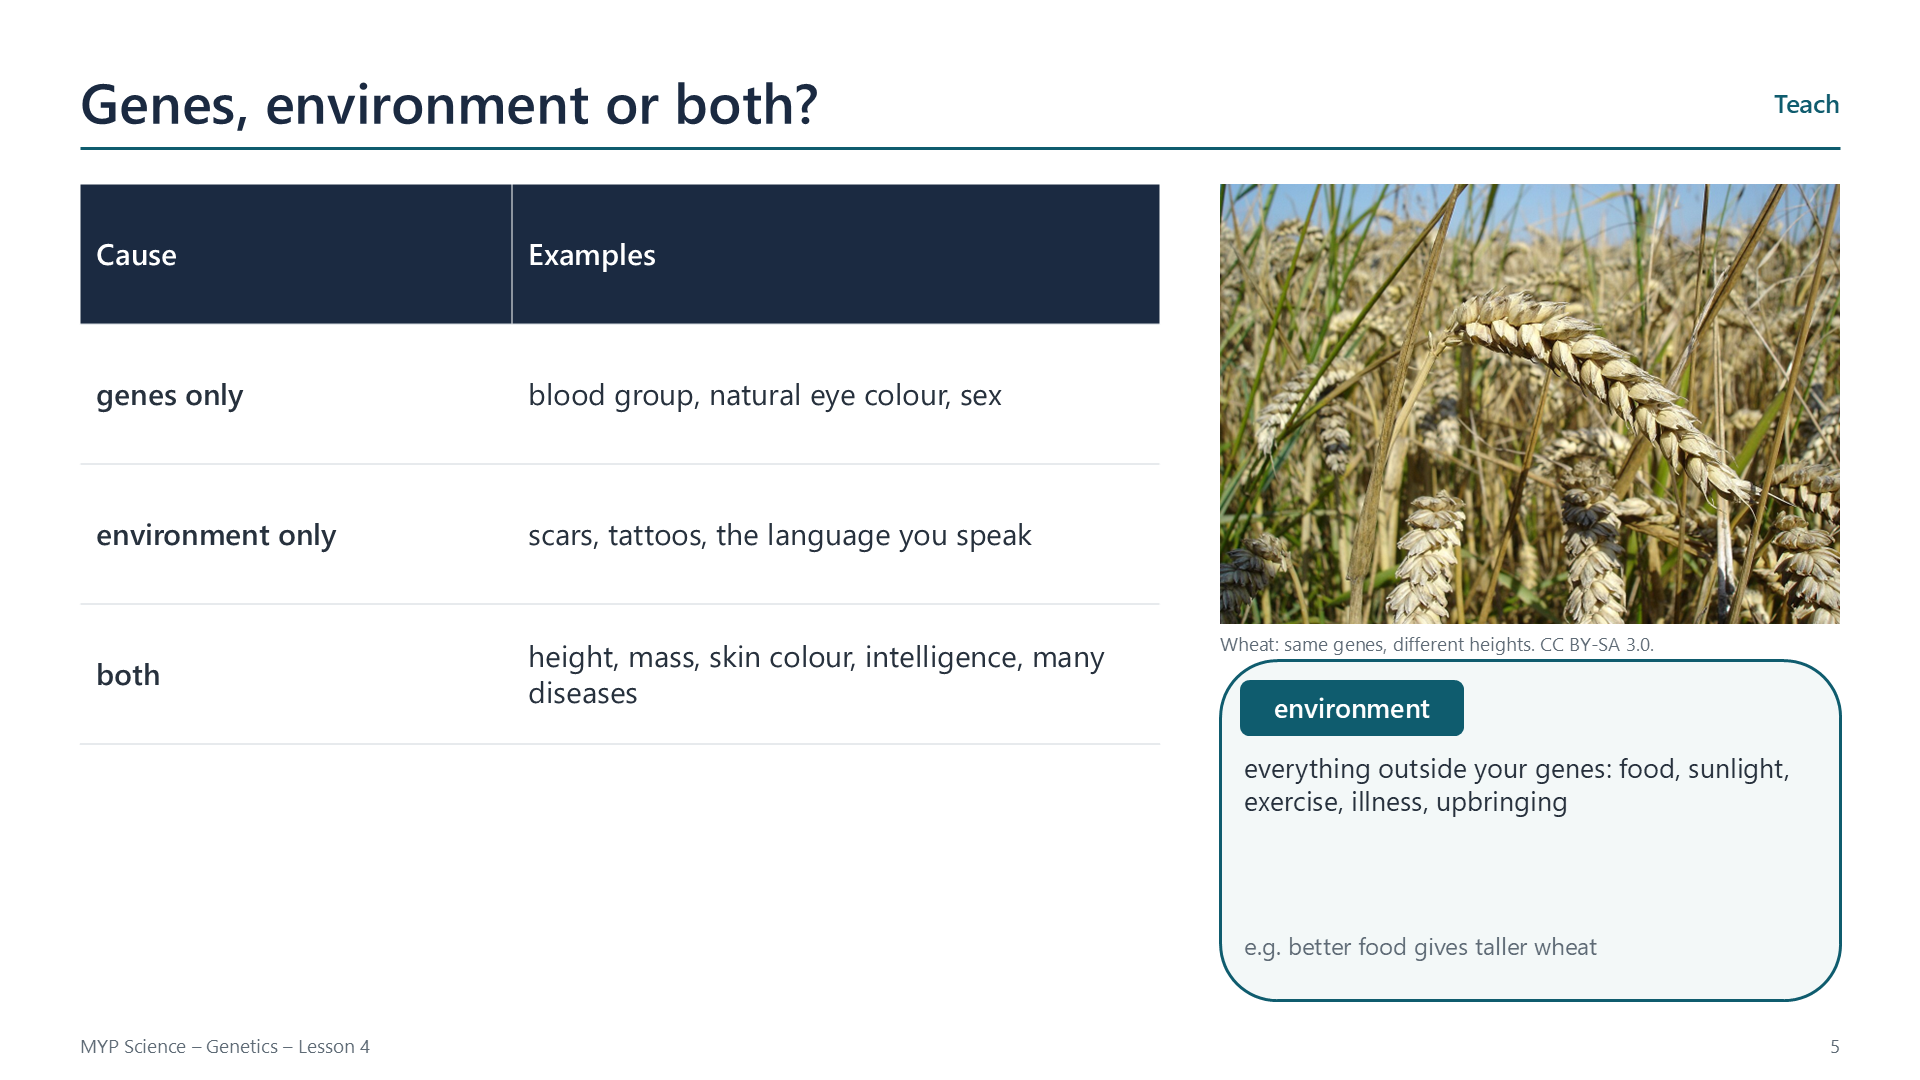 Genes, environment or both?
Teach
Cause
Examples
genes only
blood group, natural eye colour, sex
environment only
scars, tattoos, the language you speak
both
height, mass, skin colour, intelligence, many
diseases
Wheat: same genes, different heights. CC BY-SA 3.0.
environment
everything outside your genes: food, sunlight,
exercise, illness, upbringing
e.g. better food gives taller wheat
MYP Science – Genetics – Lesson 4
5